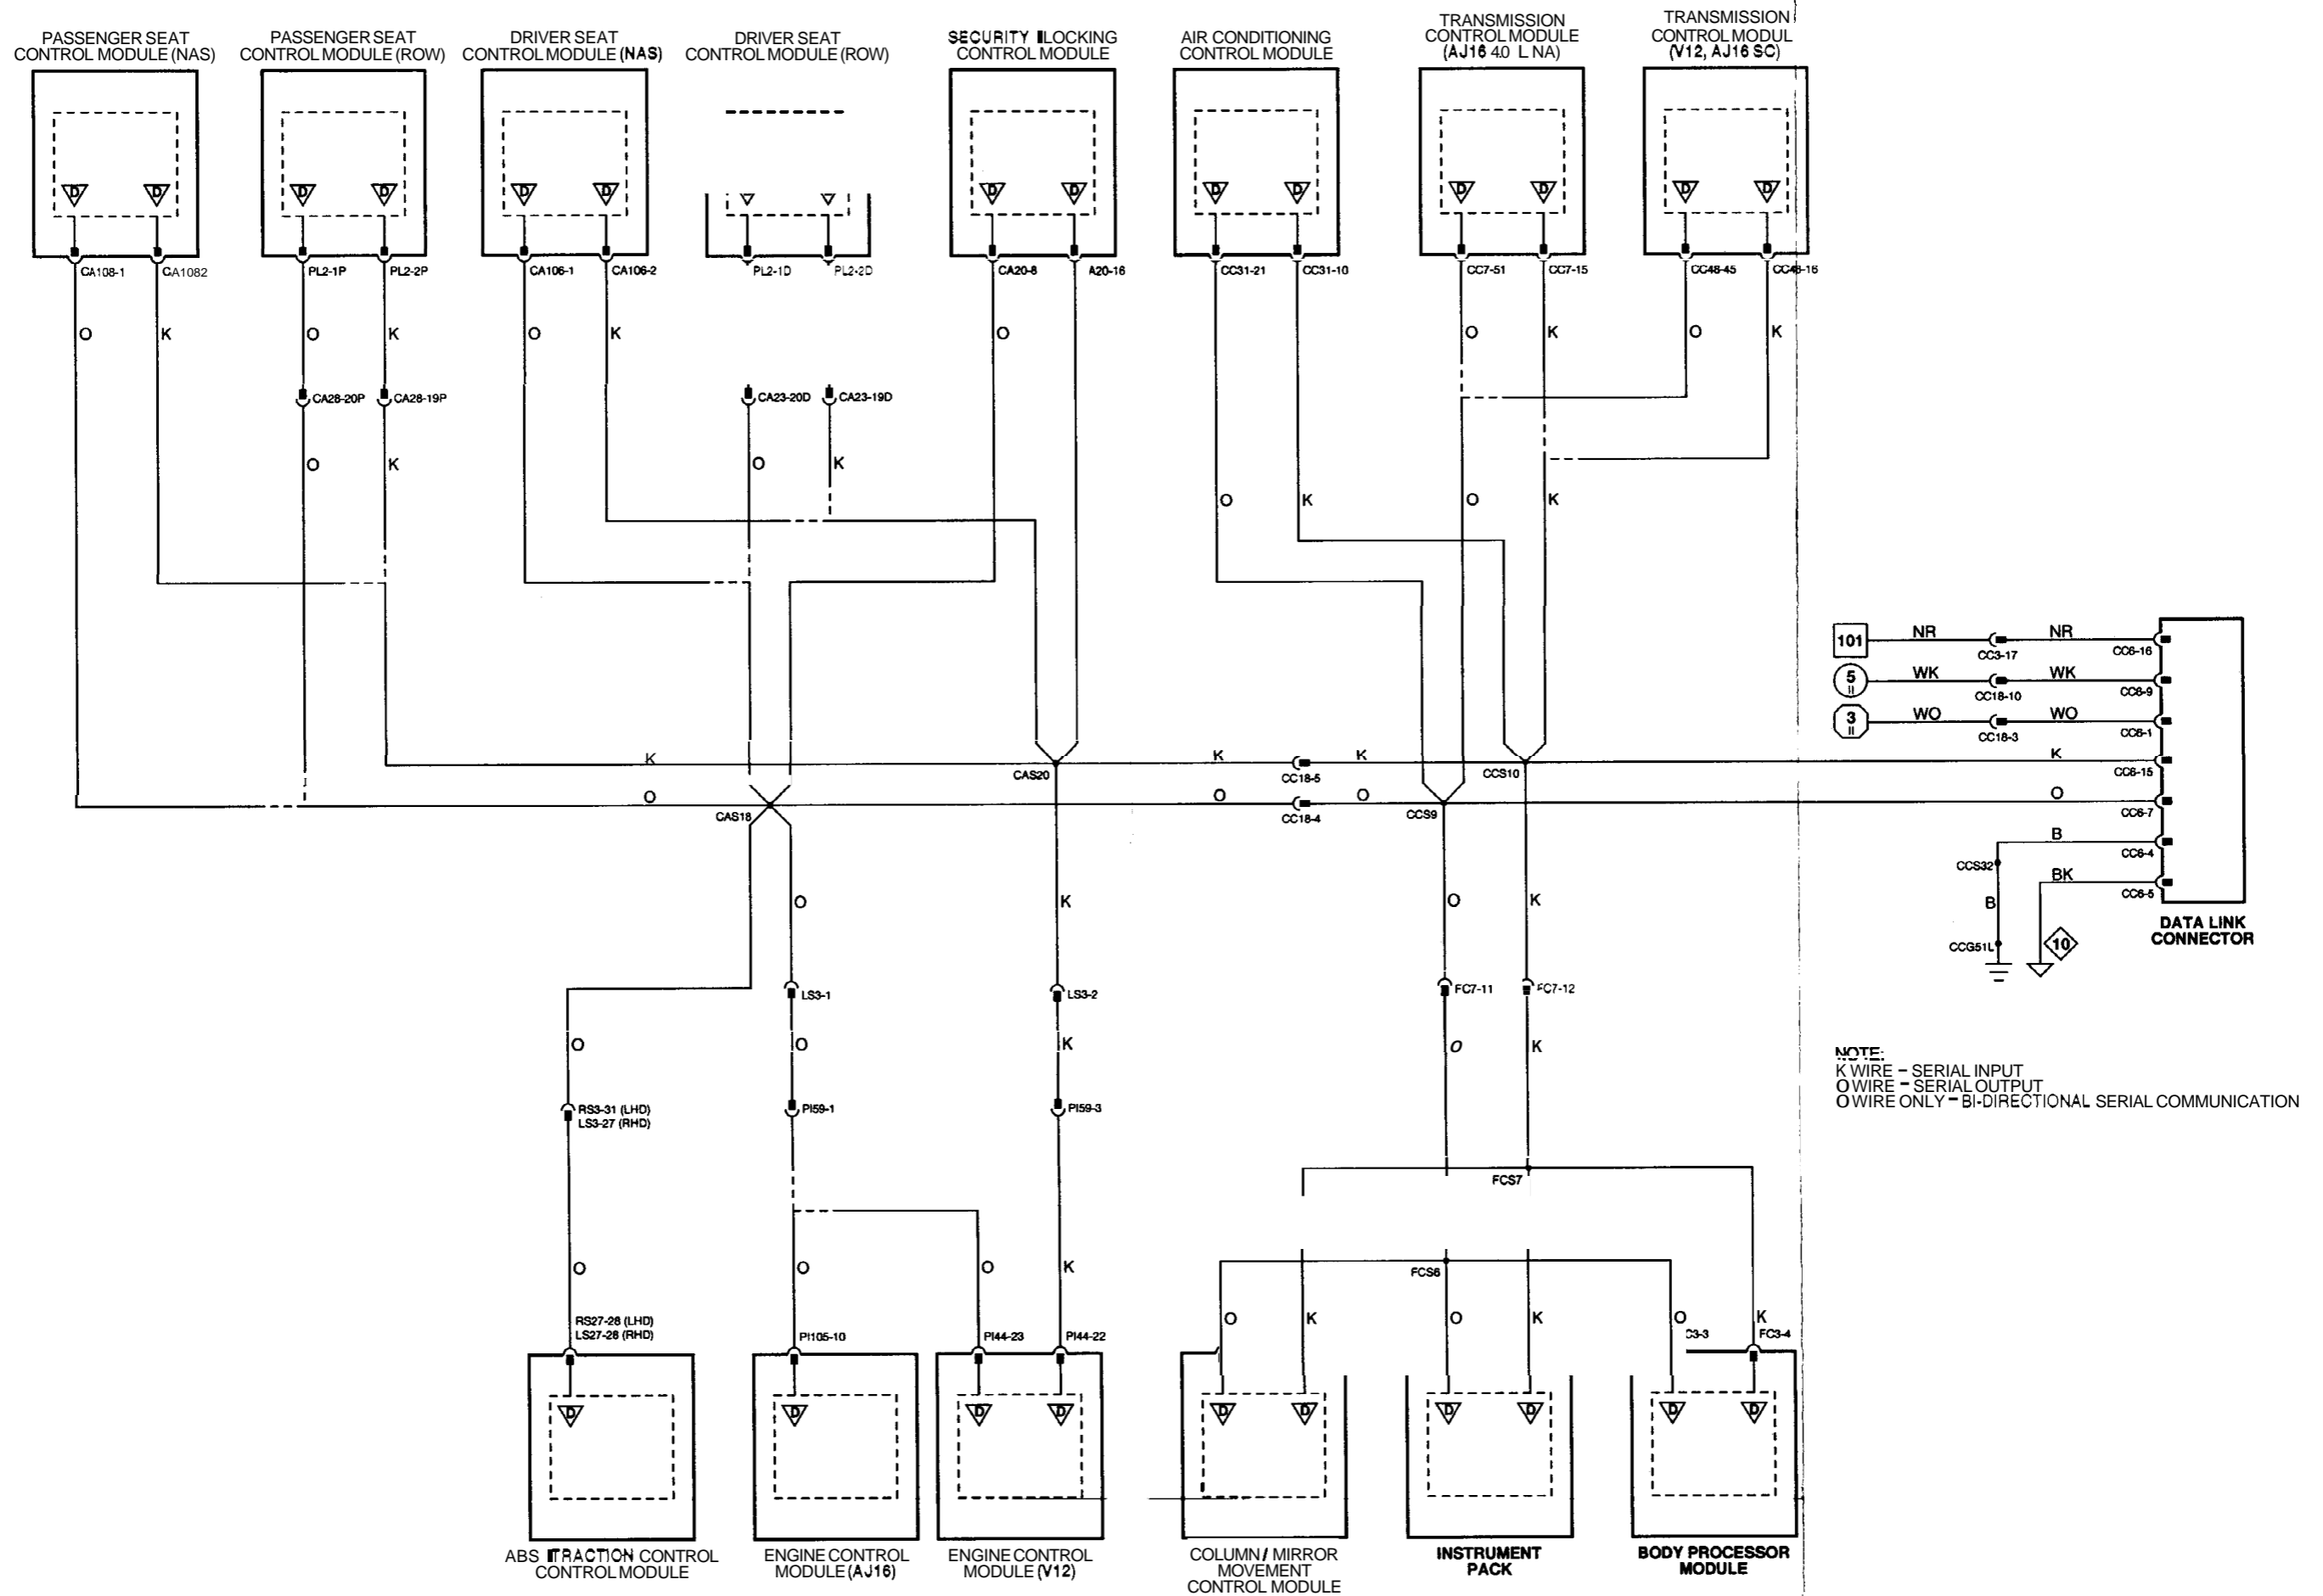 PASSENGER SEAT
CONTROL MODULE (NAS)
PASSENGER SEAT
CONTROL MODULE (ROW)
DRIVER SEAT
CONTROL MODULE (NAS)
DRIVER SEAT
CONTROL MODULE (ROW)
SECURITY LOCKING
CONTROL MODULE
AIR CONDITIONING
CONTROL MODULE
TRANSMISSION
CONTROL MODULE
(AJ16 4.0 L NA)
TRANSMISSION
CONTROL MODUL
(V12, AJ16 SC)
D D D D D D D D D D D D D D
CA108-1 CA1082 PL2-1P PL2-2P CA106-1 CA106-2 PL2-1D PL2-2D CA20-8 A20-16 CC31-21 CC31-10 CC7-51 CC7-15 CC48-45 CC48-16
O K O K O K O O K O K
CA28-20P CA28-19P CA23-20D CA23-19D
O K O K
O K O K
101 NR NR
CC3-17 CC6-16
5 II WK WK
CC18-10 CC6-9
3 II WO WO
CC18-3 CC6-1
K K K K
CAS20 CC18-5 CCS10 CC6-15
O O O O
CAS18 CC18-4 CCS9 CC6-7
B
CC6-4
CCS32
BK
CC6-5
B
CCG51L
10
DATA LINK
CONNECTOR
O K O K
LS3-1 LS3-2 FC7-11 FC7-12
O O K O K
RS3-31 (LHD)
LS3-27 (RHD)
PI59-1 PI59-3
NOTE:
K WIRE – SERIAL INPUT
O WIRE – SERIAL OUTPUT
O WIRE ONLY – BI-DIRECTIONAL SERIAL COMMUNICATION
FCS7
FCS6
O O O K
O K O K O K
RS27-28 (LHD)
LS27-28 (RHD)
PI105-10 PI44-23 PI44-22 C3-3 FC3-4
D D D D D D D D D D
ABS TRACTION CONTROL
CONTROL MODULE
ENGINE CONTROL
MODULE (AJ16)
ENGINE CONTROL
MODULE (V12)
COLUMN / MIRROR
MOVEMENT
CONTROL MODULE
INSTRUMENT
PACK
BODY PROCESSOR
MODULE